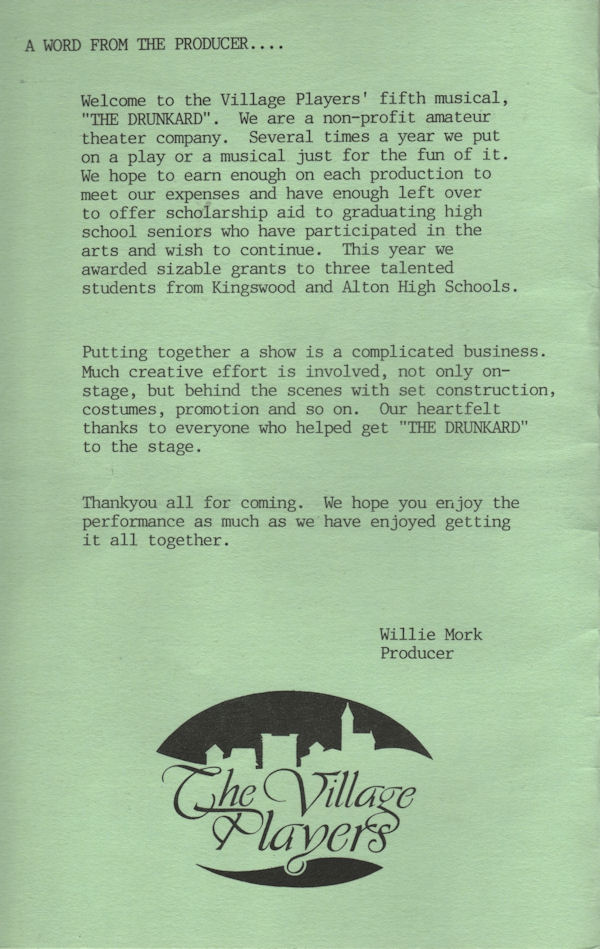 A WORD FROM THE PRODUCER....
Welcome to the Village Players' fifth musical,
"THE DRUNKARD".  We are a non-profit amateur
theater company.  Several times a year we put
on a play or a musical just for the fun of it.
We hope to earn enough on each production to
meet our expenses and have enough left over
to offer scholarship aid to graduating high
school seniors who have participated in the
arts and wish to continue.  This year we
awarded sizable grants to three talented
students from Kingswood and Alton High Schools.
Putting together a show is a complicated business.
Much creative effort is involved, not only on-
stage, but behind the scenes with set construction,
costumes, promotion and so on.  Our heartfelt
thanks to everyone who helped get "THE DRUNKARD"
to the stage.
Thankyou all for coming.  We hope you enjoy the
performance as much as we have enjoyed getting
it all together.
Willie Mork
Producer
The Village
Players